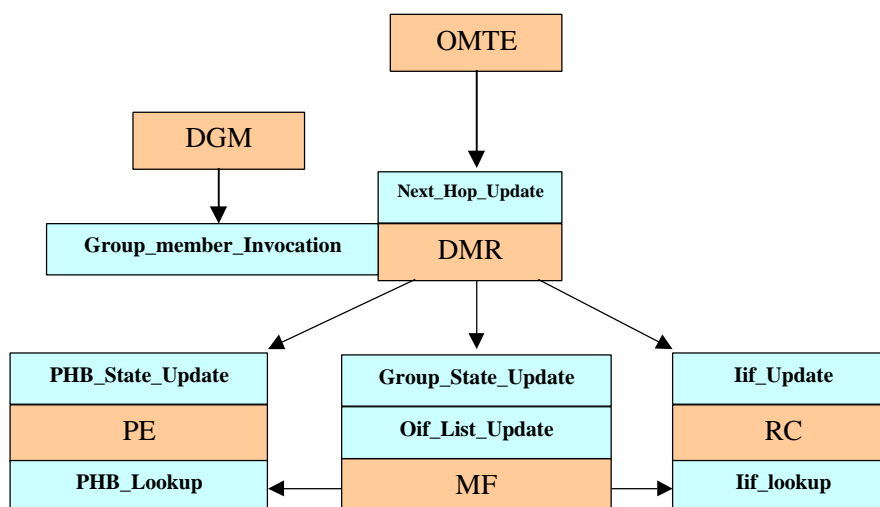 OMTE
DGM
Next_Hop_Update
Group_member_Invocation
DMR
PHB_State_Update
Group_State_Update
Iif_Update
PE
Oif_List_Update
RC
PHB_Lookup
MF
Iif_lookup